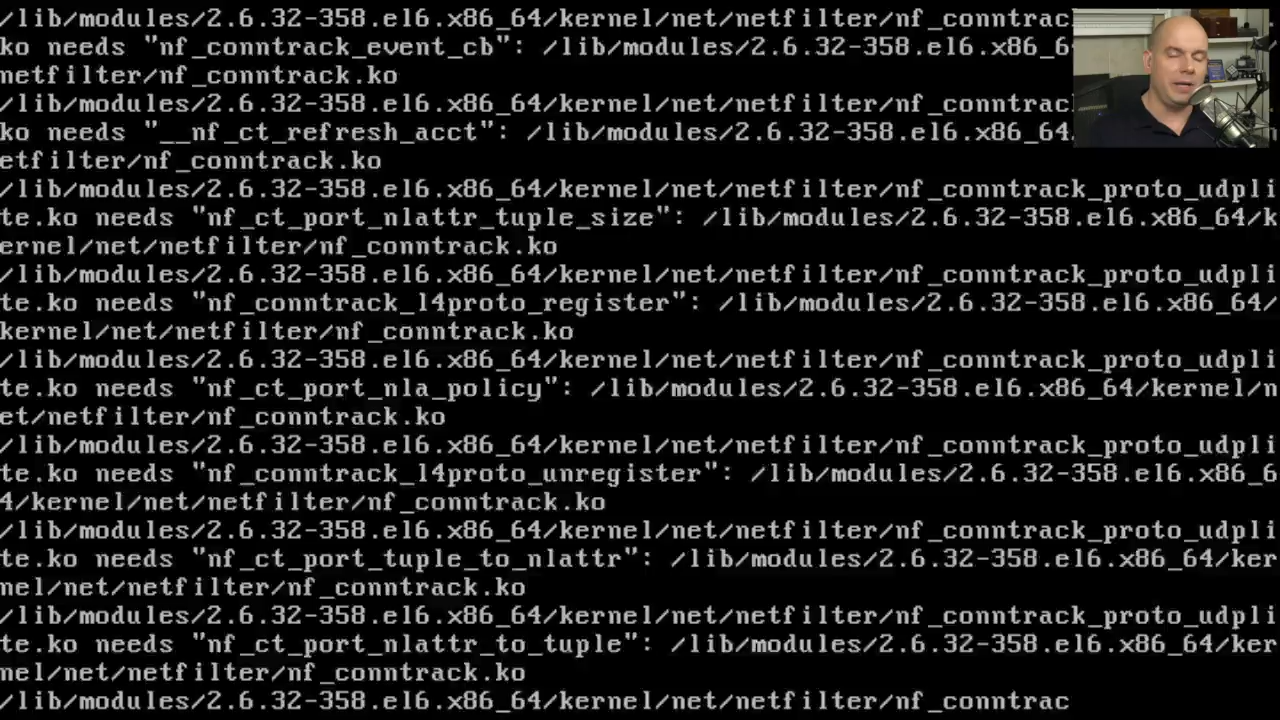 /lib/modules/2.6.32-358.el6.x86_64/kernel/net/netfilter/nf_conntrac
ko needs "nf_conntrack_event_cb": /lib/modules/2.6.32-358.el6.x86_6
netfilter/nf_conntrack.ko
/lib/modules/2.6.32-358.el6.x86_64/kernel/net/netfilter/nf_conntrac
ko needs "__nf_ct_refresh_acct": /lib/modules/2.6.32-358.el6.x86_64
etfilter/nf_conntrack.ko
/lib/modules/2.6.32-358.el6.x86_64/kernel/net/netfilter/nf_conntrack_proto_udpli
te.ko needs "nf_ct_port_nlattr_tuple_size": /lib/modules/2.6.32-358.el6.x86_64/k
ernel/net/netfilter/nf_conntrack.ko
/lib/modules/2.6.32-358.el6.x86_64/kernel/net/netfilter/nf_conntrack_proto_udpli
te.ko needs "nf_conntrack_l4proto_register": /lib/modules/2.6.32-358.el6.x86_64/
kernel/net/netfilter/nf_conntrack.ko
/lib/modules/2.6.32-358.el6.x86_64/kernel/net/netfilter/nf_conntrack_proto_udpli
te.ko needs "nf_ct_port_nla_policy": /lib/modules/2.6.32-358.el6.x86_64/kernel/n
et/netfilter/nf_conntrack.ko
/lib/modules/2.6.32-358.el6.x86_64/kernel/net/netfilter/nf_conntrack_proto_udpli
te.ko needs "nf_conntrack_l4proto_unregister": /lib/modules/2.6.32-358.el6.x86_6
4/kernel/net/netfilter/nf_conntrack.ko
/lib/modules/2.6.32-358.el6.x86_64/kernel/net/netfilter/nf_conntrack_proto_udpli
te.ko needs "nf_ct_port_tuple_to_nlattr": /lib/modules/2.6.32-358.el6.x86_64/ker
nel/net/netfilter/nf_conntrack.ko
/lib/modules/2.6.32-358.el6.x86_64/kernel/net/netfilter/nf_conntrack_proto_udpli
te.ko needs "nf_ct_port_nlattr_to_tuple": /lib/modules/2.6.32-358.el6.x86_64/ker
nel/net/netfilter/nf_conntrack.ko
/lib/modules/2.6.32-358.el6.x86_64/kernel/net/netfilter/nf_conntrac